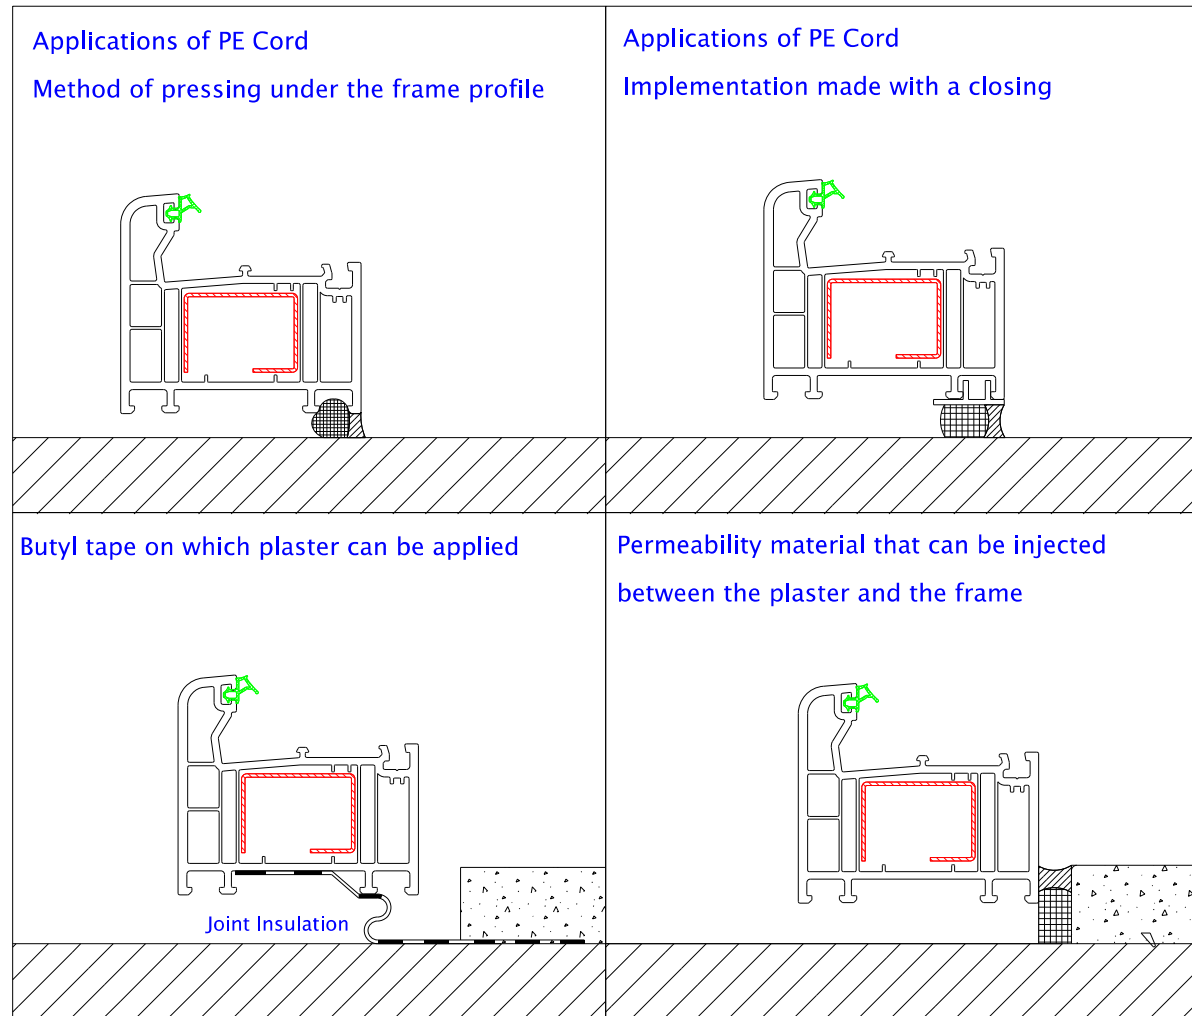 Applications of PE Cord
Method of pressing under the frame profile
Applications of PE Cord
Implementation made with a closing
Butyl tape on which plaster can be applied
Joint Insulation
Permeability material that can be injected
between the plaster and the frame